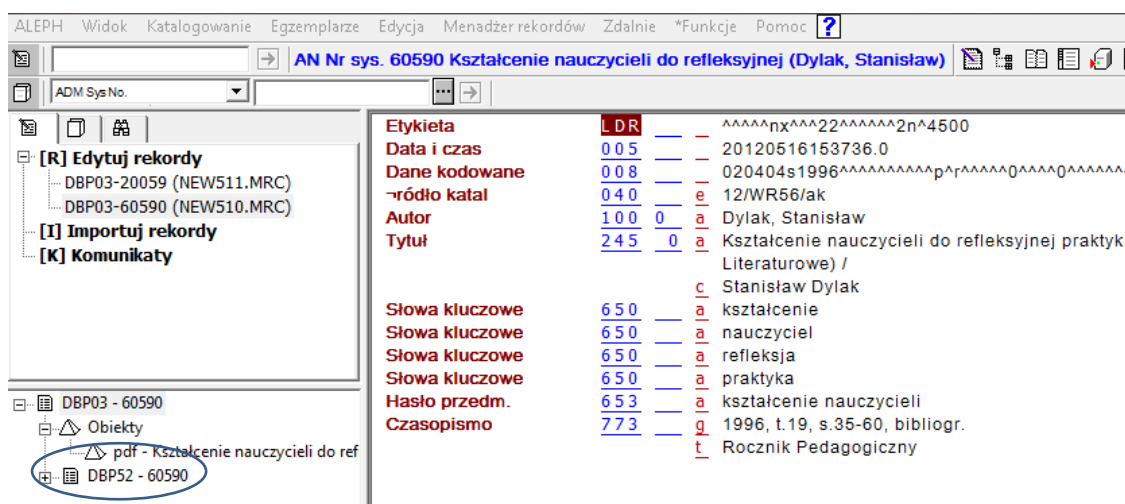 ALEPH Widok Katalogowanie Egzemplarze Edycja Menadżer rekordów Zdalnie *Funkcje Pomoc ?
AN Nr sys. 60590 Kształcenie nauczycieli do refleksyjnej (Dylak, Stanisław)
ADM Sys No.
[R] Edytuj rekordy
DBP03-20059 (NEW511.MRC)
DBP03-60590 (NEW510.MRC)
[I] Importuj rekordy
[K] Komunikaty
DBP03 - 60590
Obiekty
pdf - Kształcenie nauczycieli do ref
DBP52 - 60590
Etykieta LDR ^^^^^nx^^^22^^^^^^2n^4500
Data i czas 005 20120516153736.0
Dane kodowane 008 020404s1996^^^^^^^^^^p^r^^^^^0^^^^0^^^^^^
¬ródło katal 040 e 12/WR56/ak
Autor 100 0 a Dylak, Stanisław
Tytuł 245 0 a Kształcenie nauczycieli do refleksyjnej praktyk
Literaturowe) /
c Stanisław Dylak
Słowa kluczowe 650 a kształcenie
Słowa kluczowe 650 a nauczyciel
Słowa kluczowe 650 a refleksja
Słowa kluczowe 650 a praktyka
Hasło przedm. 653 a kształcenie nauczycieli
Czasopismo 773 g 1996, t.19, s.35-60, bibliogr.
t Rocznik Pedagogiczny